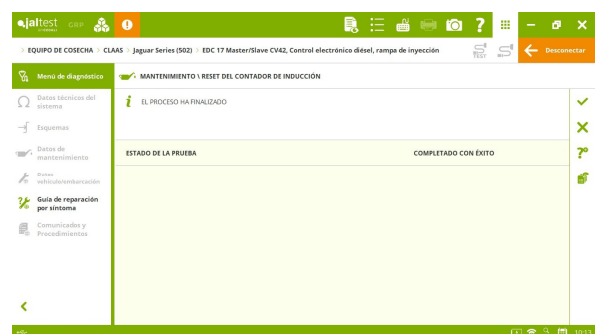 jaltest GRP
EQUIPO DE COSECHA > CLAAS > Jaguar Series (502) > EDC 17 Master/Slave CV42, Control electrónico diésel, rampa de inyección
TEST
Desconectar
Menú de diagnóstico
MANTENIMIENTO \ RESET DEL CONTADOR DE INDUCCIÓN
Datos técnicos del
sistema
EL PROCESO HA FINALIZADO
Esquemas
Datos de
mantenimiento
ESTADO DE LA PRUEBA COMPLETADO CON ÉXITO
Datos
vehículo/embarcación
Guía de reparación
por síntoma
Comunicados y
Procedimientos
10:13